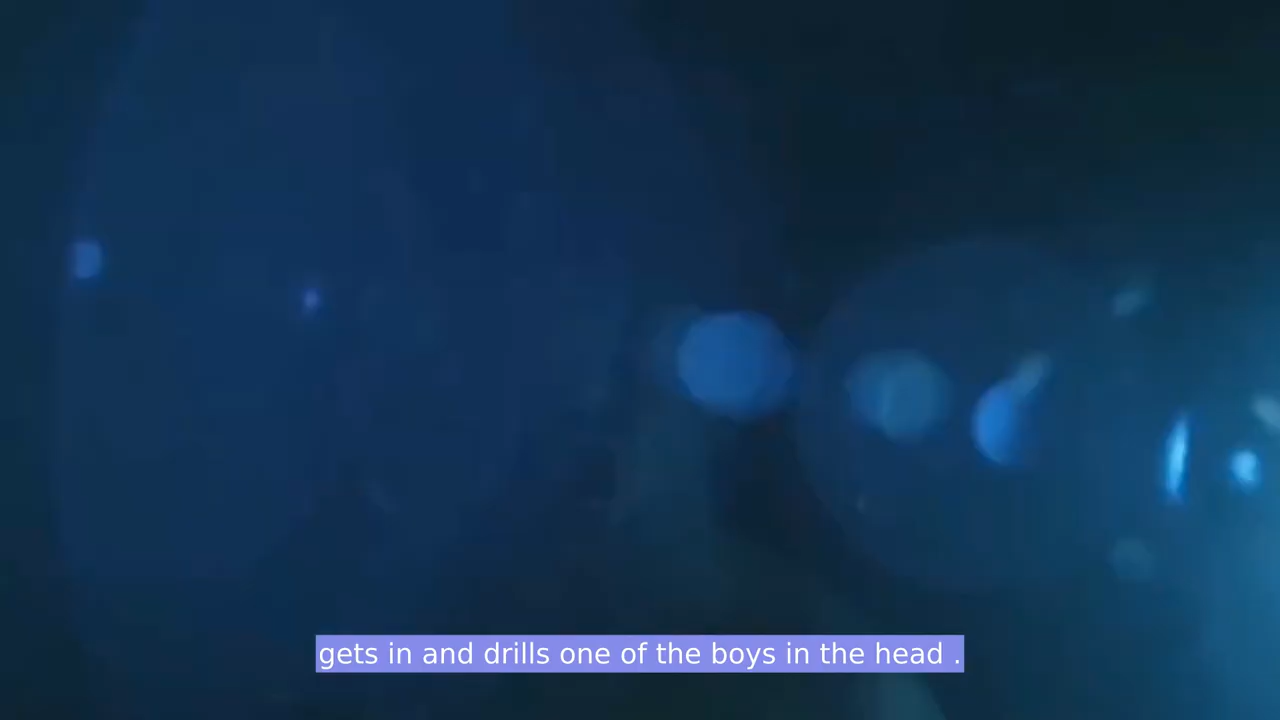 gets in and drills one of the boys in the head .